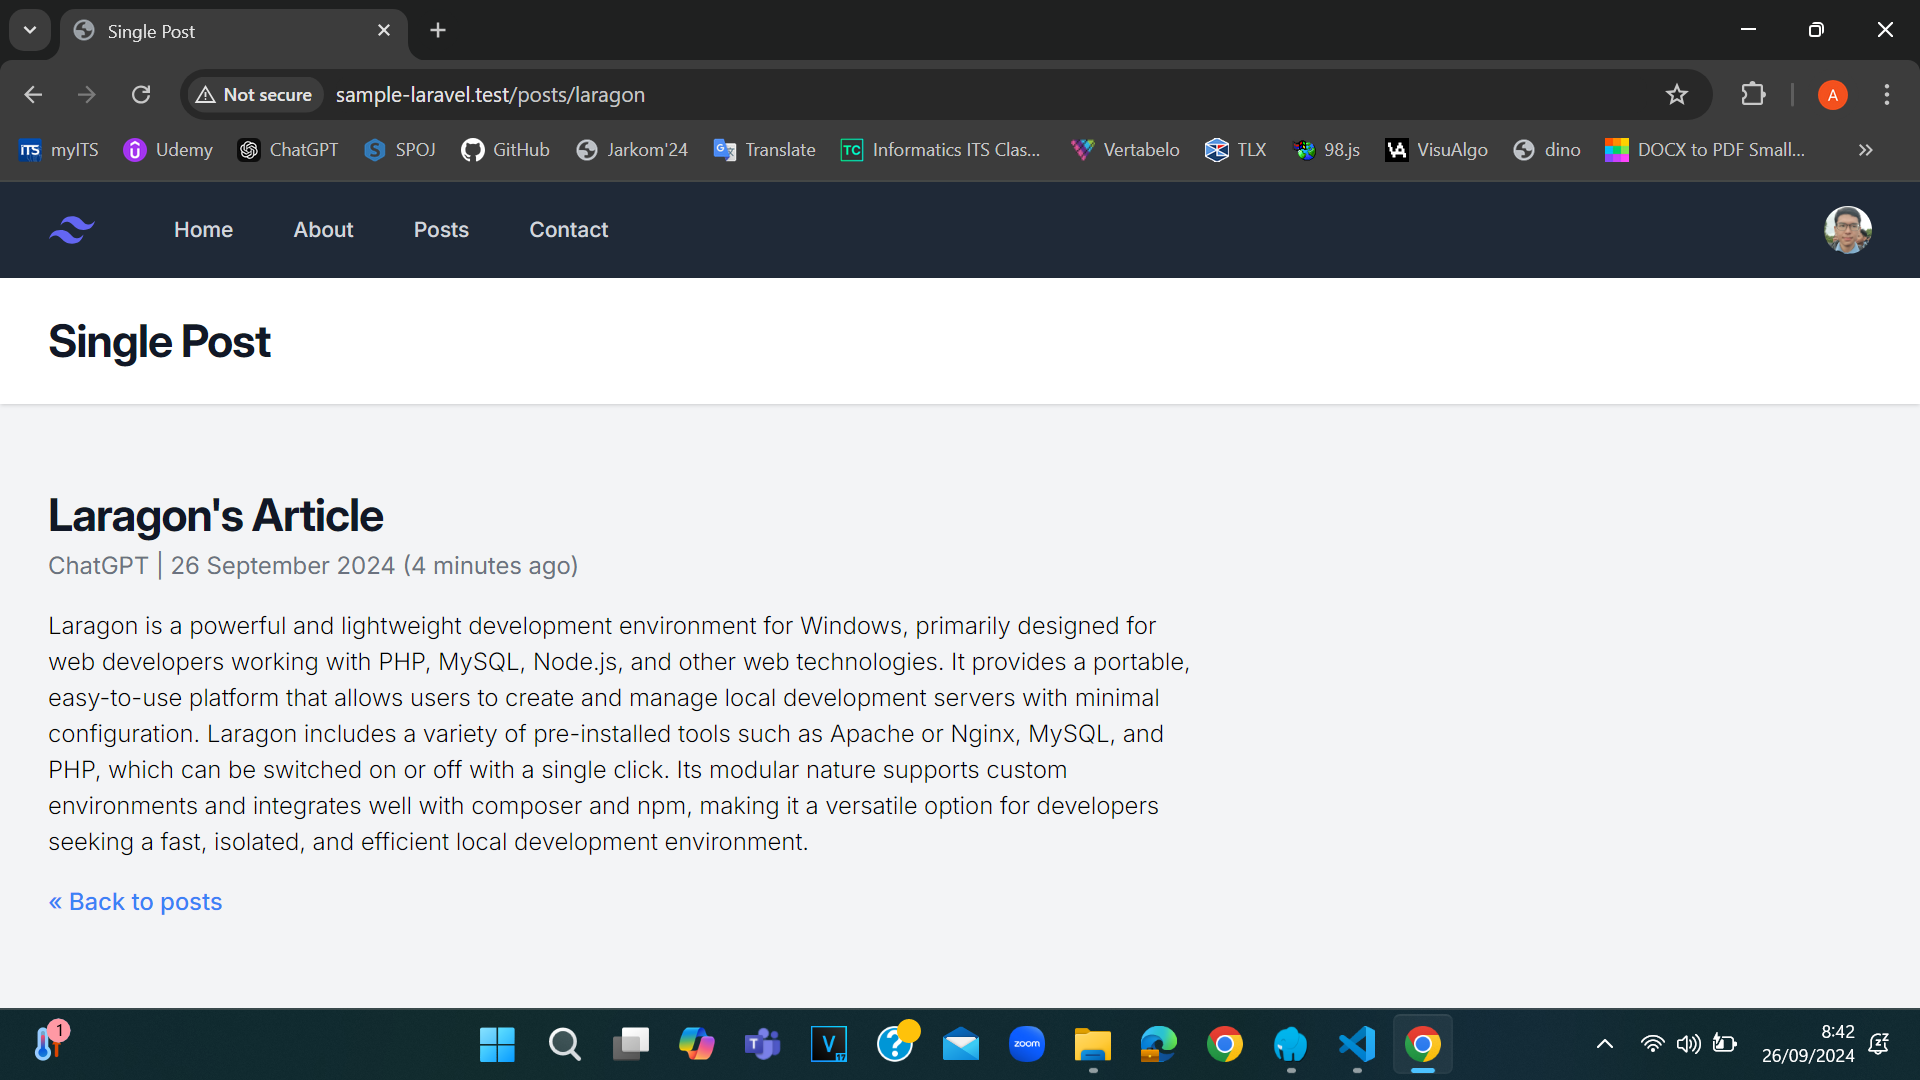 Single Post
Not secure
sample-laravel.test/posts/laragon
A
ITS myITS
Udemy
ChatGPT
SPOJ
GitHub
Jarkom'24
Translate
TC Informatics ITS Clas...
Vertabelo
TLX
98.js
VisuAlgo
dino
DOCX to PDF Small...
Home
About
Posts
Contact
Single Post
Laragon's Article
ChatGPT | 26 September 2024 (4 minutes ago)
Laragon is a powerful and lightweight development environment for Windows, primarily designed for
web developers working with PHP, MySQL, Node.js, and other web technologies. It provides a portable,
easy-to-use platform that allows users to create and manage local development servers with minimal
configuration. Laragon includes a variety of pre-installed tools such as Apache or Nginx, MySQL, and
PHP, which can be switched on or off with a single click. Its modular nature supports custom
environments and integrates well with composer and npm, making it a versatile option for developers
seeking a fast, isolated, and efficient local development environment.
« Back to posts
1
T
V
17
?
zoom
8:42
26/09/2024